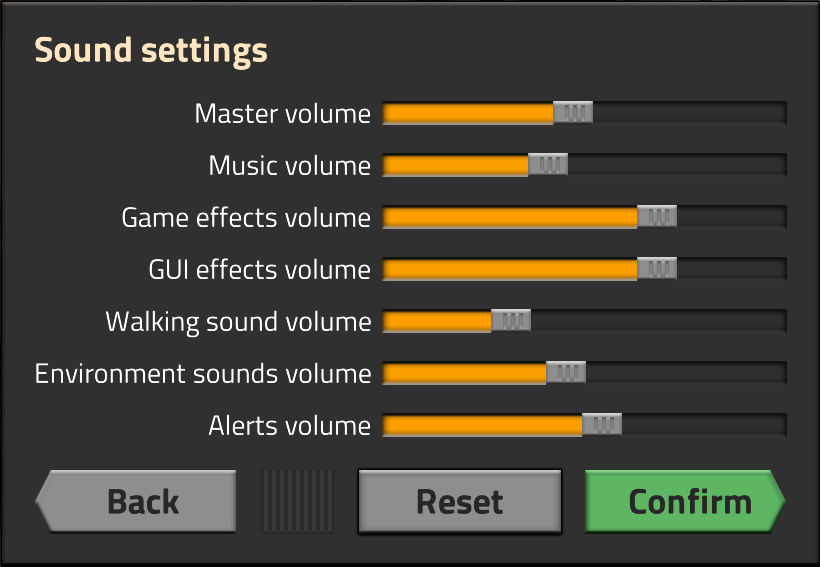 Sound settings
Master volume
Music volume
Game effects volume
GUI effects volume
Walking sound volume
Environment sounds volume
Alerts volume
Back Reset Confirm